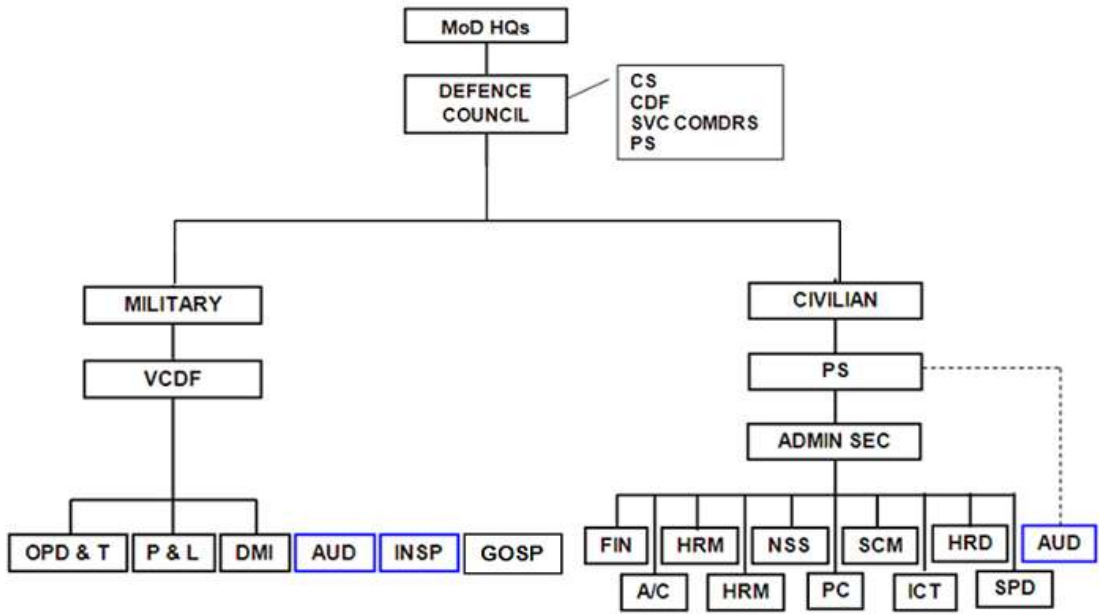 MoD HQs
DEFENCE
COUNCIL
CS
CDF
SVC COMDRS
PS
MILITARY
CIVILIAN
VCDF
PS
ADMIN SEC
OPD & T
P & L
DMI
AUD
INSP
GOSP
FIN
HRM
NSS
SCM
HRD
AUD
A/C
HRM
PC
ICT
SPD